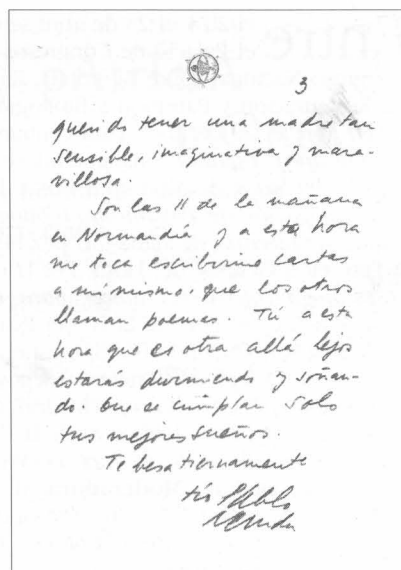 3
querido tener una madre tan
sensible, imaginativa y mara-
villosa.
Son las 11 de la mañana
en Normandía y a esta hora
me toca escribirme cartas
a mí mismo, que los otros
llaman poemas. Tú a esta
hora que es otra allá lejos
estarás durmiendo y soñan-
do. Que se cumplan solo
tus mejores sueños.
Te besa tiernamente
tío Pablo
Neruda